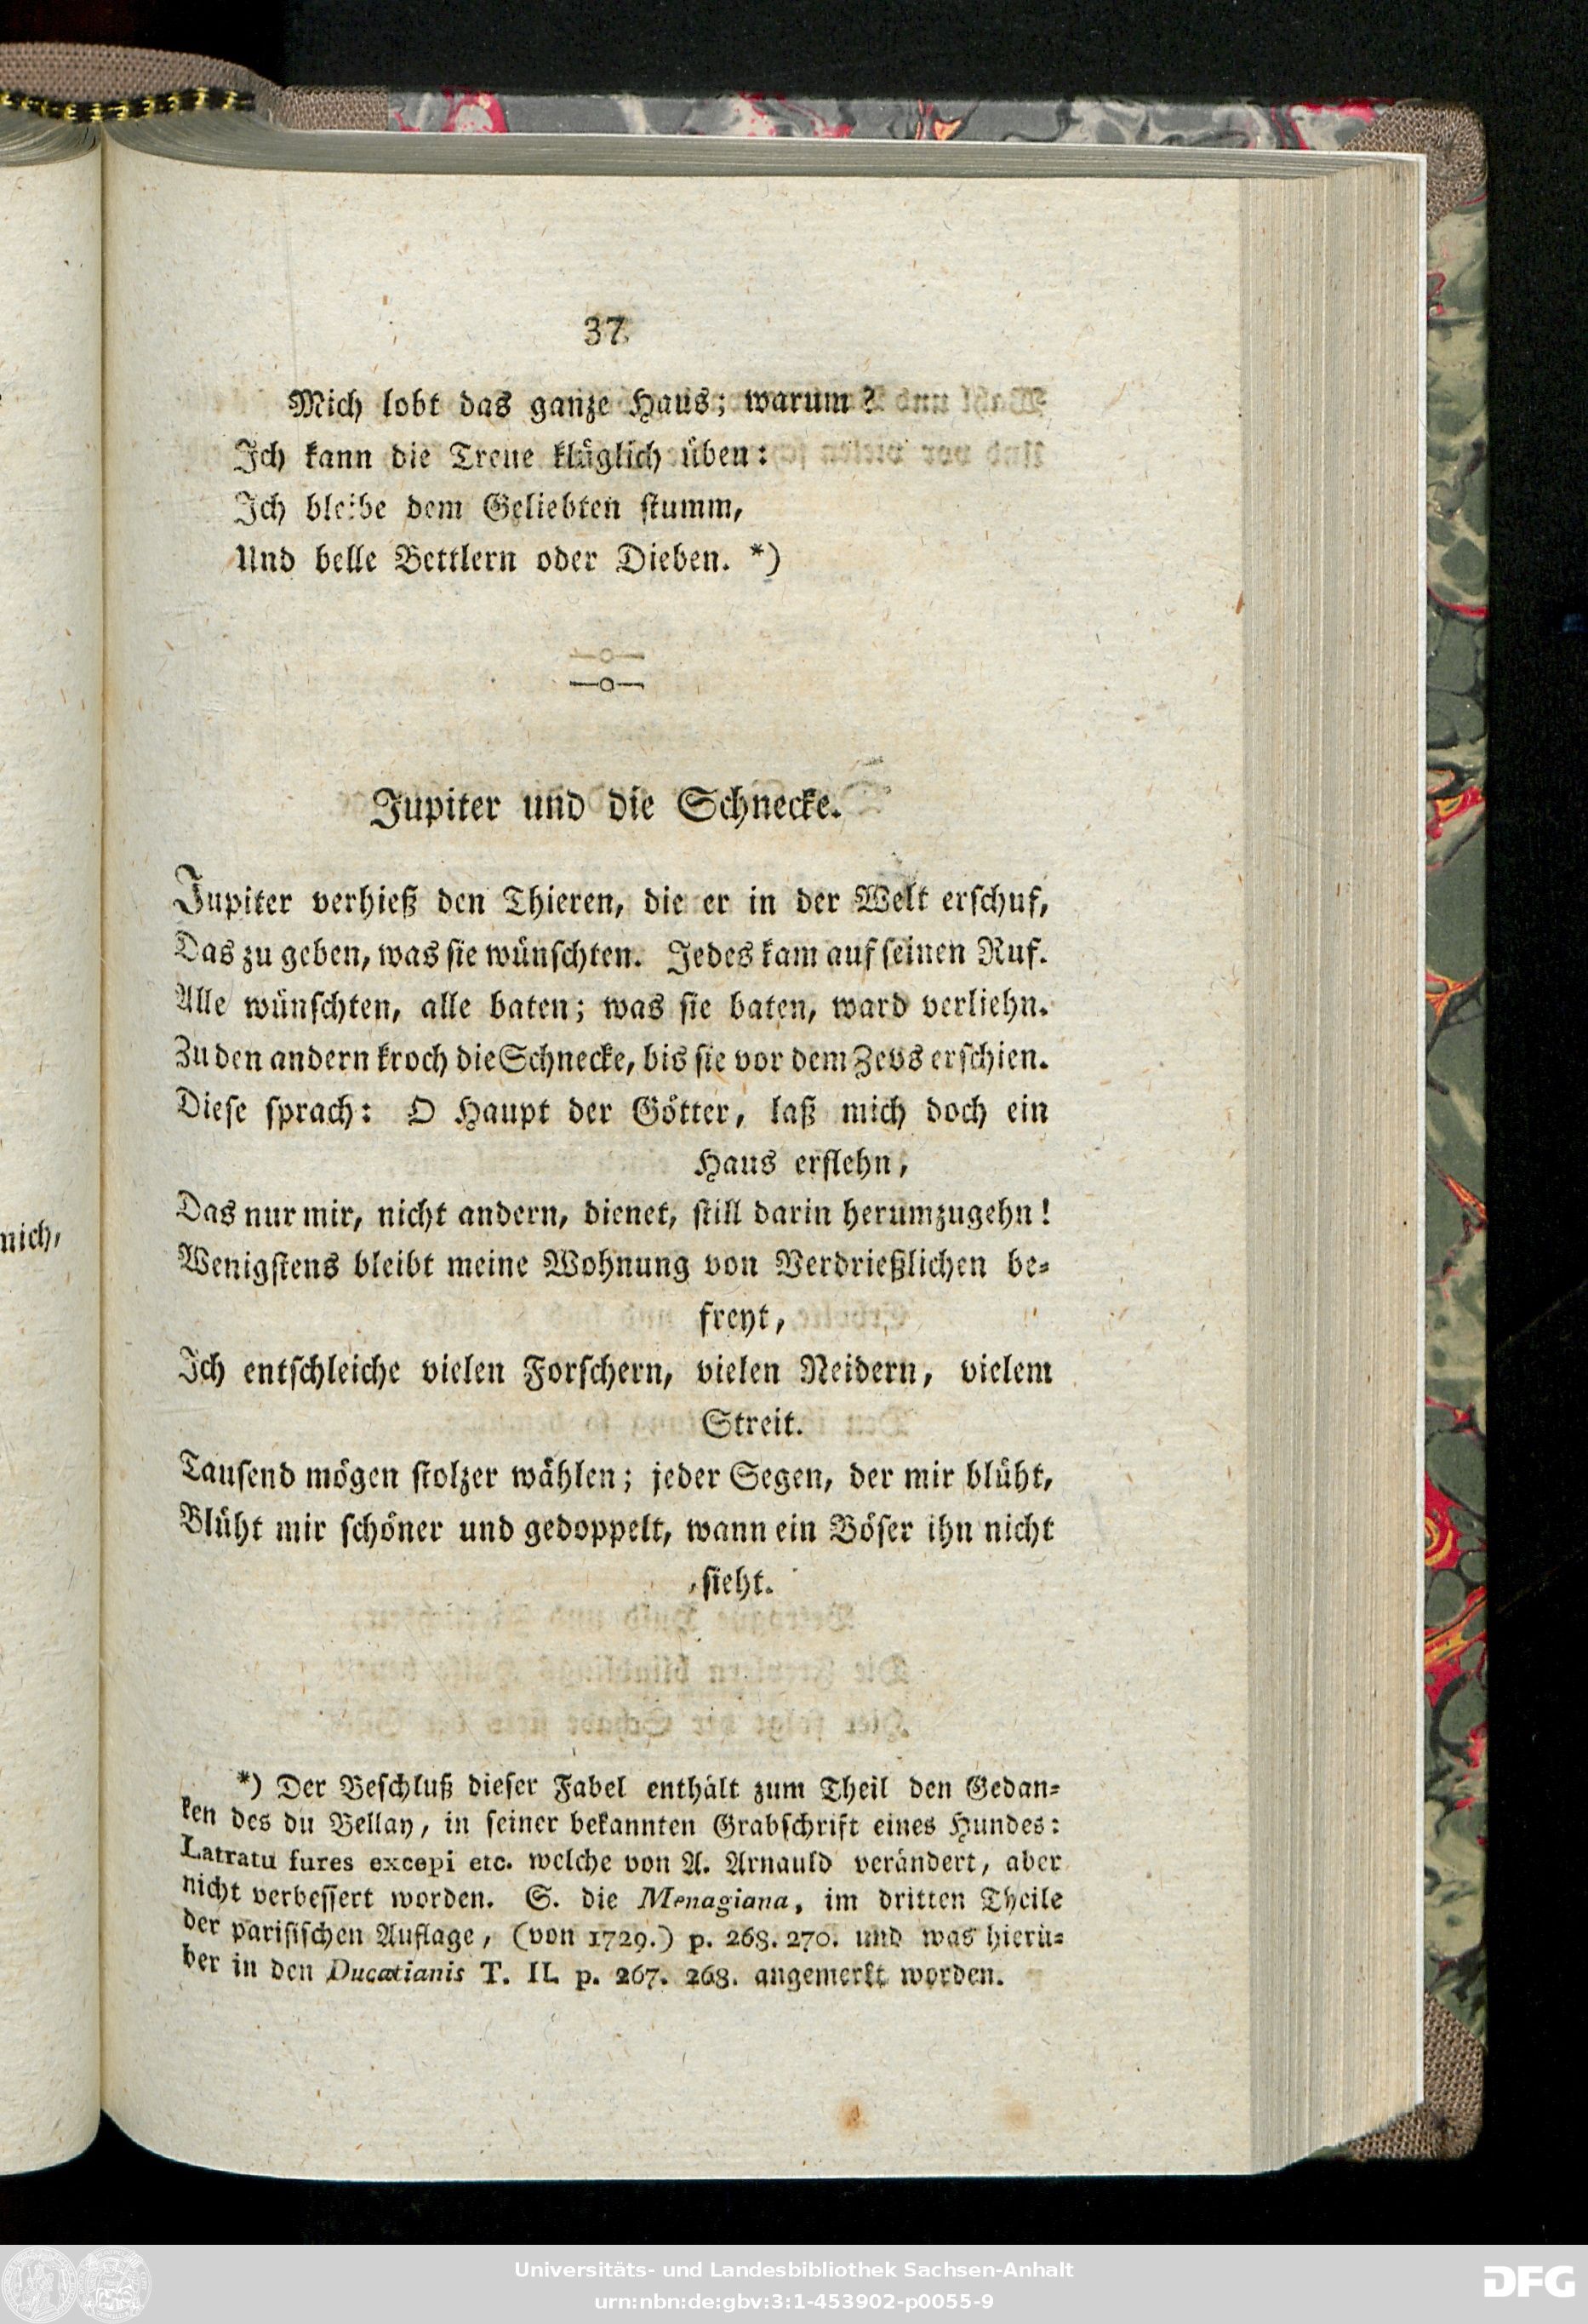 37
Mich lobt das ganze Haus; warum?
Ich kann die Treue klüglich üben:
Ich bleibe dem Geliebten stumm,
Und belle Bettlern oder Dieben. *)
Jupiter und die Schnecke.
Jupiter verhieß den Thieren, die er in der Welt erschuf,
Das zu geben, was sie wünschten. Jedes kam auf seinen Ruf.
Alle wünschten, alle baten; was sie baten, ward verliehn.
Zu den andern kroch die Schnecke, bis sie vor dem Zevs erschien.
Diese sprach: O Haupt der Götter, laß mich doch ein
Haus erflehn,
Das nur mir, nicht andern, dienet, still darin herumzugehn!
Wenigstens bleibt meine Wohnung von Verdrießlichen be-
freyt,
Ich entschleiche vielen Forschern, vielen Neidern, vielem
Streit.
Tausend mögen stolzer wählen; jeder Segen, der mir blüht,
Blüht mir schöner und gedoppelt, wann ein Böser ihn nicht
sieht.
*) Der Beschluß dieser Fabel enthält zum Theil den Gedan-
ken des du Bellay, in seiner bekannten Grabschrift eines Hundes:
Latratu fures excepi etc. welche von A. Arnauld verändert, aber
nicht verbessert worden. S. die Menagiana, im dritten Theile
der parisischen Auflage, (von 1729.) p. 268. 270. und was hierü-
ber in den Ducatianis T. II. p. 267. 268. angemerkt worden.
mich,
Universitäts- und Landesbibliothek Sachsen-Anhalt
urn:nbn:de:gbv:3:1-453902-p0055-9
DFG